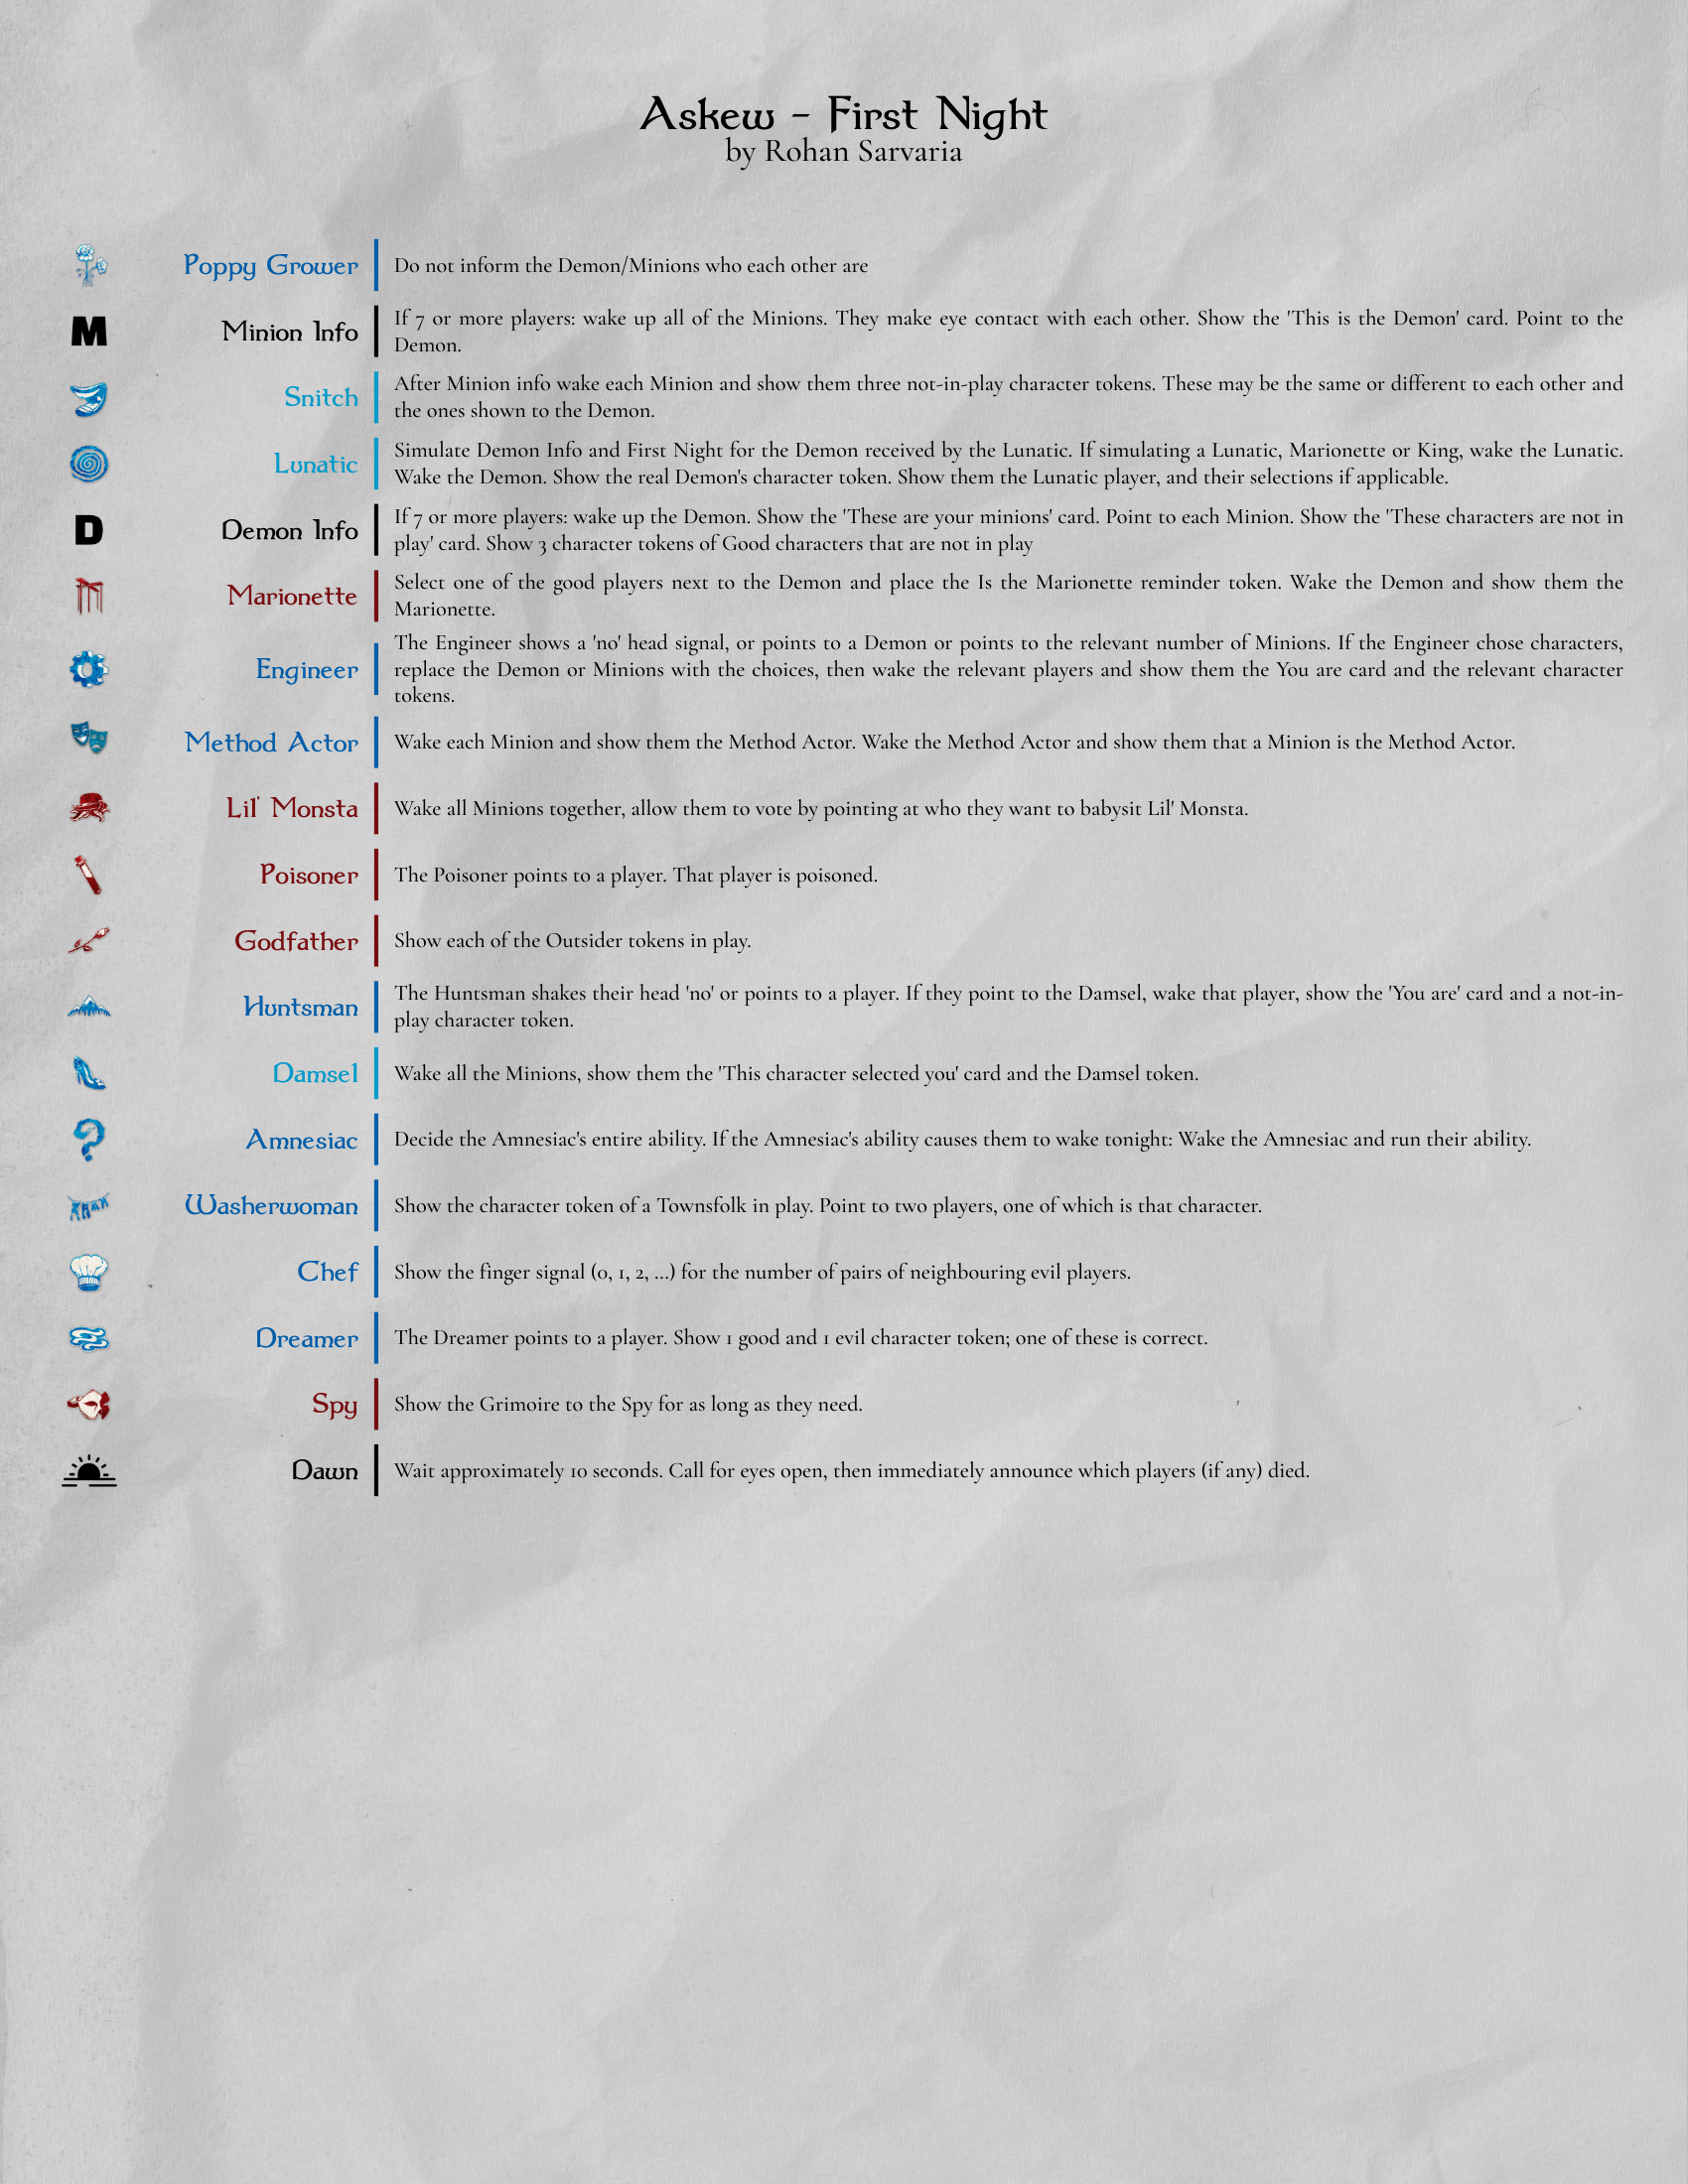 Askew - First Night
by Rohan Sarvaria
Poppy Grower
Do not inform the Demon/Minions who each other are
M
Minion Info
If 7 or more players: wake up all of the Minions. They make eye contact with each other. Show the 'This is the Demon' card. Point to the
Demon.
Snitch
After Minion info wake each Minion and show them three not-in-play character tokens. These may be the same or different to each other and
the ones shown to the Demon.
Lunatic
Simulate Demon Info and First Night for the Demon received by the Lunatic. If simulating a Lunatic, Marionette or King, wake the Lunatic.
Wake the Demon. Show the real Demon's character token. Show them the Lunatic player, and their selections if applicable.
D
Demon Info
If 7 or more players: wake up the Demon. Show the 'These are your minions' card. Point to each Minion. Show the 'These characters are not in
play' card. Show 3 character tokens of Good characters that are not in play
Marionette
Select one of the good players next to the Demon and place the Is the Marionette reminder token. Wake the Demon and show them the
Marionette.
Engineer
The Engineer shows a 'no' head signal, or points to a Demon or points to the relevant number of Minions. If the Engineer chose characters,
replace the Demon or Minions with the choices, then wake the relevant players and show them the You are card and the relevant character
tokens.
Method Actor
Wake each Minion and show them the Method Actor. Wake the Method Actor and show them that a Minion is the Method Actor.
Lil' Monsta
Wake all Minions together, allow them to vote by pointing at who they want to babysit Lil' Monsta.
Poisoner
The Poisoner points to a player. That player is poisoned.
Godfather
Show each of the Outsider tokens in play.
Huntsman
The Huntsman shakes their head 'no' or points to a player. If they point to the Damsel, wake that player, show the 'You are' card and a not-in-
play character token.
Damsel
Wake all the Minions, show them the 'This character selected you' card and the Damsel token.
Amnesiac
Decide the Amnesiac's entire ability. If the Amnesiac's ability causes them to wake tonight: Wake the Amnesiac and run their ability.
Washerwoman
Show the character token of a Townsfolk in play. Point to two players, one of which is that character.
Chef
Show the finger signal (0, 1, 2, ...) for the number of pairs of neighbouring evil players.
Dreamer
The Dreamer points to a player. Show 1 good and 1 evil character token; one of these is correct.
Spy
Show the Grimoire to the Spy for as long as they need.
Dawn
Wait approximately 10 seconds. Call for eyes open, then immediately announce which players (if any) died.